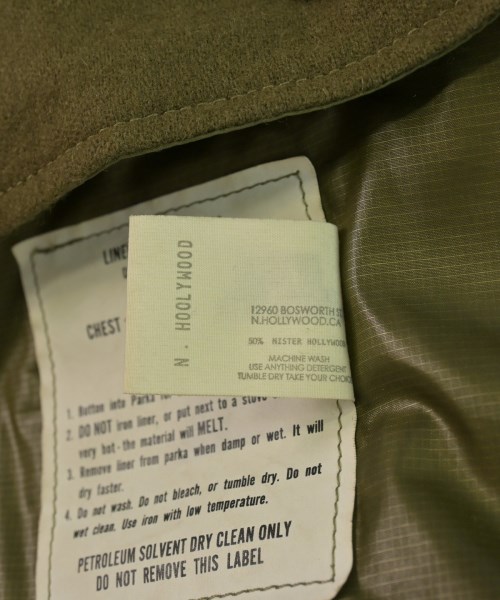 N. HOOLYWOOD
12960 BOSWORTH ST
N.HOLLYWOOD.CA
50% MISTER HOLLYWOOD
MACHINE WASH
USE ANYTHING DETERGENT
TUMBLE DRY TAKE YOUR CHOICE
LINE
CHEST
1. Button into Parka
2. DO NOT iron liner, or put next to a stove
very hot - the material will MELT.
3. Remove liner from parka when damp or wet. It will
dry faster.
4. Do not wash. Do not bleach, or tumble dry. Do not
wet clean. Use iron with low temperature.
PETROLEUM SOLVENT DRY CLEAN ONLY
DO NOT REMOVE THIS LABEL